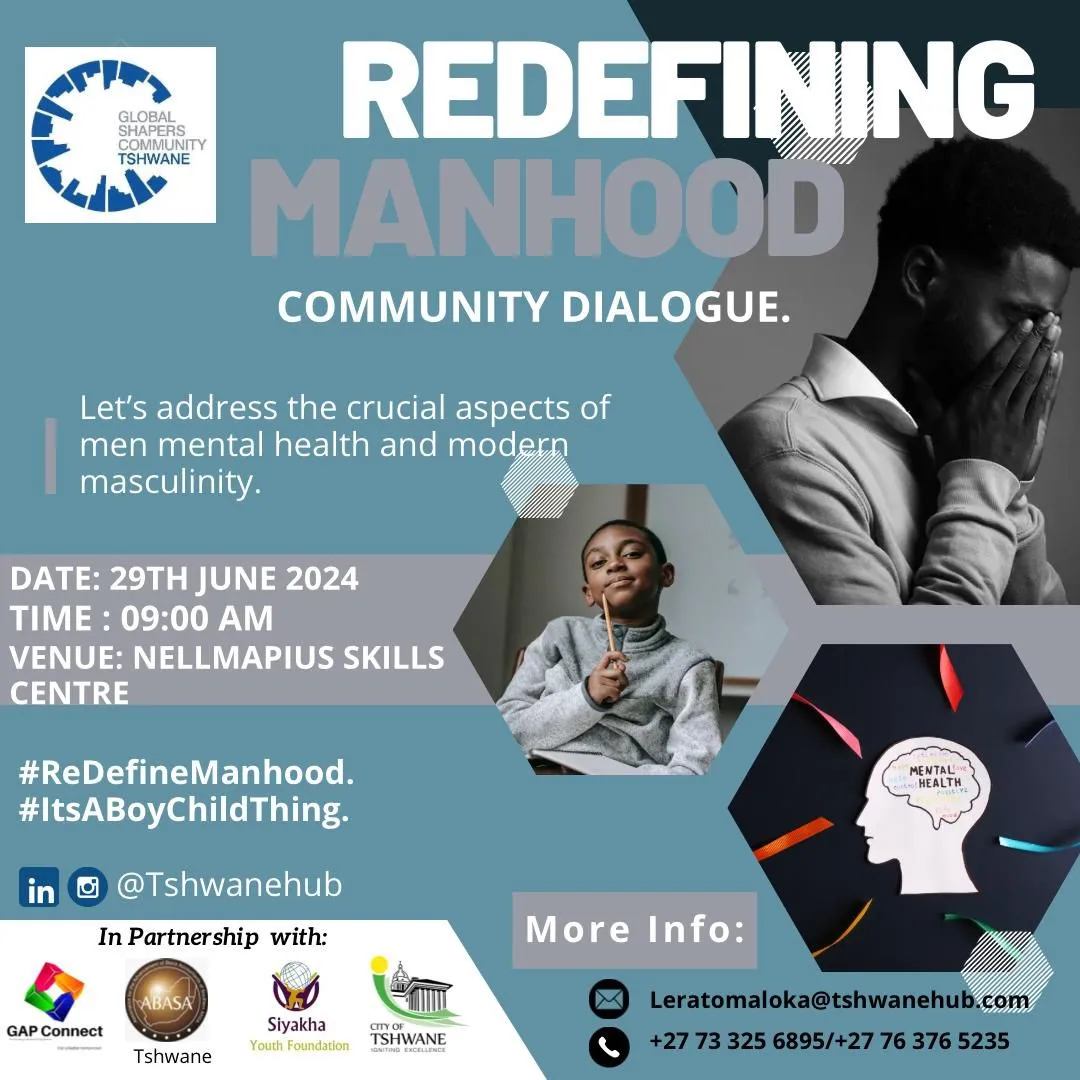 GLOBAL
SHAPERS
COMMUNITY
TSHWANE
REDEFINING
MANHOOD
COMMUNITY DIALOGUE.
Let’s address the crucial aspects of
men mental health and modern
masculinity.
DATE: 29TH JUNE 2024
TIME : 09:00 AM
VENUE: NELLMAPIUS SKILLS
CENTRE
#ReDefineManhood.
#ItsABoyChildThing.
@Tshwanehub
MENTAL
HEALTH
In Partnership with:
GAP Connect
ABASA
Tshwane
Siyakha
Youth Foundation
CITY OF
TSHWANE
IGNITING EXCELLENCE
More Info:
Leratomaloka@tshwanehub.com
+27 73 325 6895/+27 76 376 5235